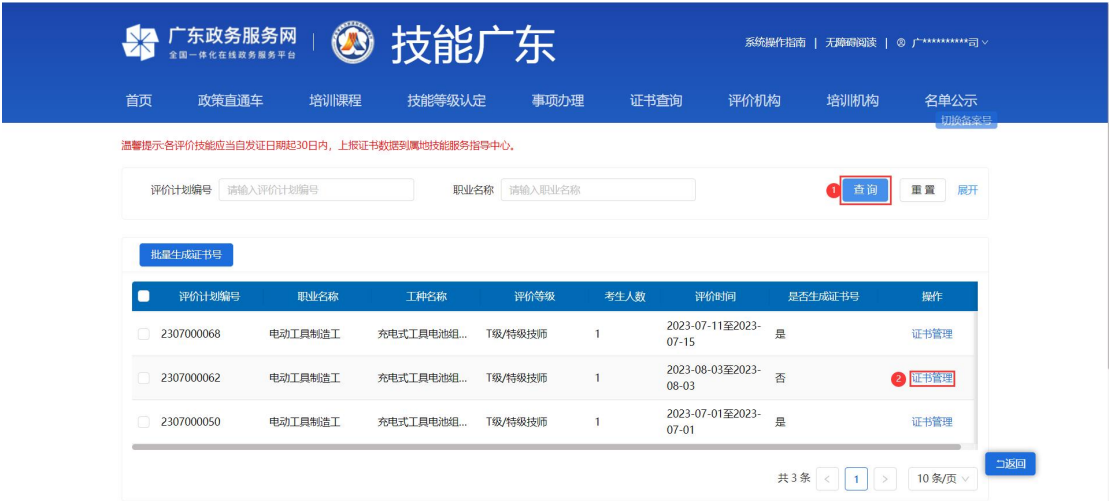 广东政务服务网
全国一体化在线政务服务平台
技能广东
系统操作指南 | 无障碍阅读 | 广**********司
首页 政策直通车 培训课程 技能等级认定 事项办理 证书查询 评价机构 培训机构 名单公示
切换备案号
温馨提示:各评价技能应当自发证日期起30日内，上报证书数据到属地技能服务指导中心。
评价计划编号 请输入评价计划编号 职业名称 请输入职业名称 1 查 询 重 置 展开
批量生成证书号
评价计划编号 职业名称 工种名称 评价等级 考生人数 评价时间 是否生成证书号 操作
2307000068 电动工具制造工 充电式工具电池组... T级/特级技师 1 2023-07-11至2023-07-15 是 证书管理
2307000062 电动工具制造工 充电式工具电池组... T级/特级技师 1 2023-08-03至2023-08-03 否 2 证书管理
2307000050 电动工具制造工 充电式工具电池组... T级/特级技师 1 2023-07-01至2023-07-01 是 证书管理
返回
共 3 条 < 1 > 10 条/页